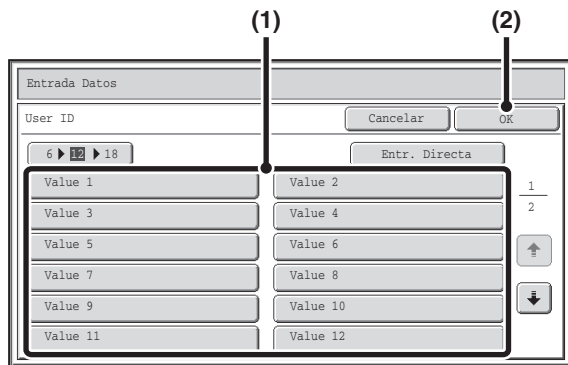 (1) (2)
Entrada Datos
User ID Cancelar OK
6 12 18 Entr. Directa
Value 1 Value 2 1
Value 3 Value 4 2
Value 5 Value 6
Value 7 Value 8
Value 9 Value 10
Value 11 Value 12